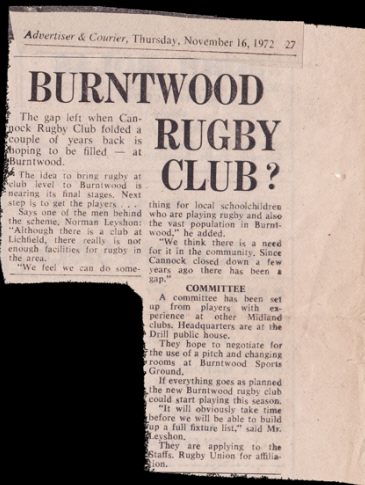 Advertiser & Courier, Thursday, November 16, 1972 27
BURNTWOOD
RUGBY
CLUB?
The gap left when Can-
nock Rugby Club folded a
couple of years back is
hoping to be filled — at
Burntwood.
The idea to bring rugby at
club level to Burntwood is
nearing its final stages. Next
step is to get the players . . .
Says one of the men behind
the scheme, Norman Leyshon:
"Although there is a club at
Lichfield, there really is not
enough facilities for rugby in
the area.
"We feel we can do some-
thing for local schoolchildren
who are playing rugby and also
the vast population in Burnt-
wood," he added.
"We think there is a need
for it in the community. Since
Cannock closed down a few
years ago there has been a
gap."
COMMITTEE
A committee has been set
up from players with ex-
perience at other Midland
clubs. Headquarters are at the
Drill public house.
They hope to negotiate for
the use of a pitch and changing
rooms at Burntwood Sports
Ground.
If everything goes as planned
the new Burntwood rugby club
could start playing this season.
"It will obviously take time
before we will be able to build
up a full fixture list," said Mr.
Leyshon.
They are applying to the
Staffs. Rugby Union for affilia-
tion.